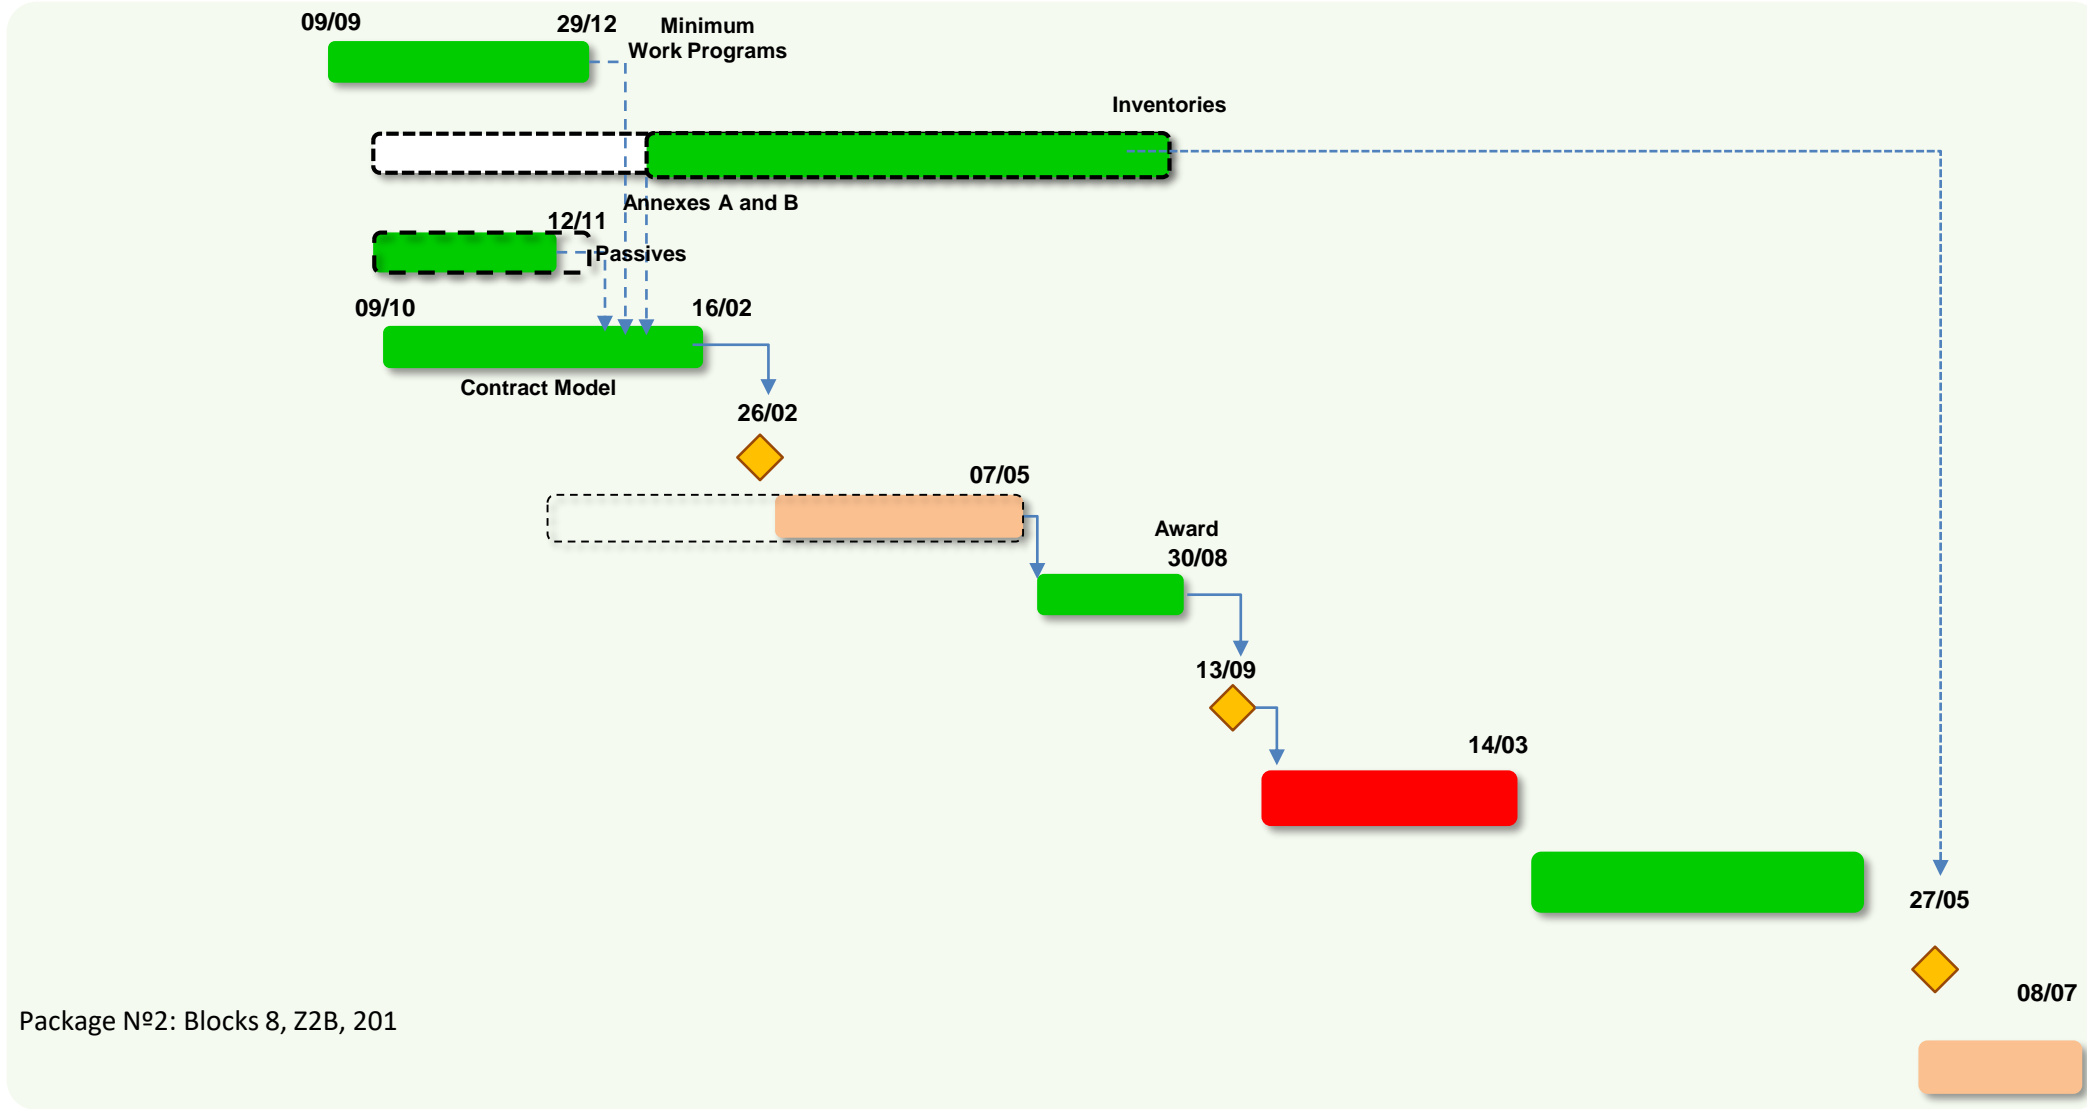 09/09
29/12
Minimum
Work Programs
Inventories
Annexes A and B
12/11
Passives
09/10
16/02
Contract Model
26/02
07/05
Award
30/08
13/09
14/03
27/05
08/07
Package Nº2: Blocks 8, Z2B, 201